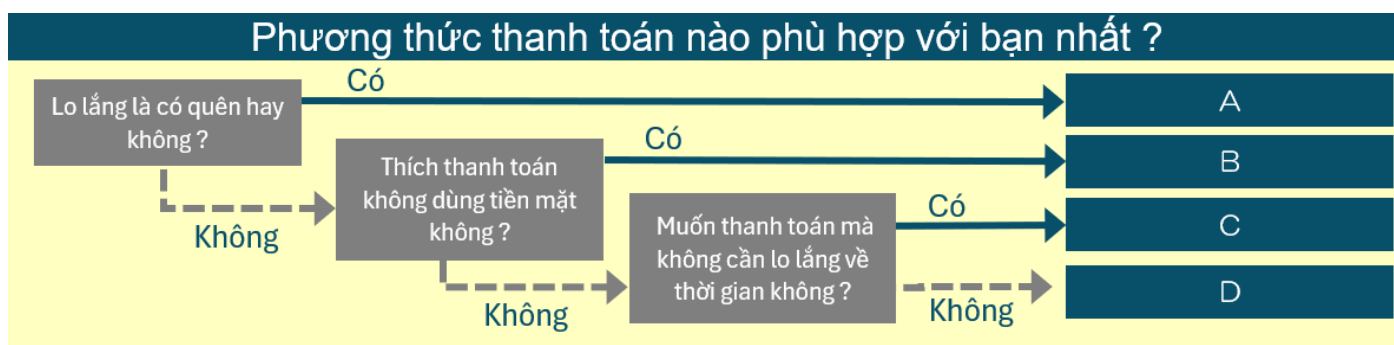 Phương thức thanh toán nào phù hợp với bạn nhất ?
Có
Lo lắng là có quên hay
không ?
A
Có
Thích thanh toán
không dùng tiền mặt
không ?
B
Không
Có
Muốn thanh toán mà
không cần lo lắng về
thời gian không ?
C
Không
Không
D